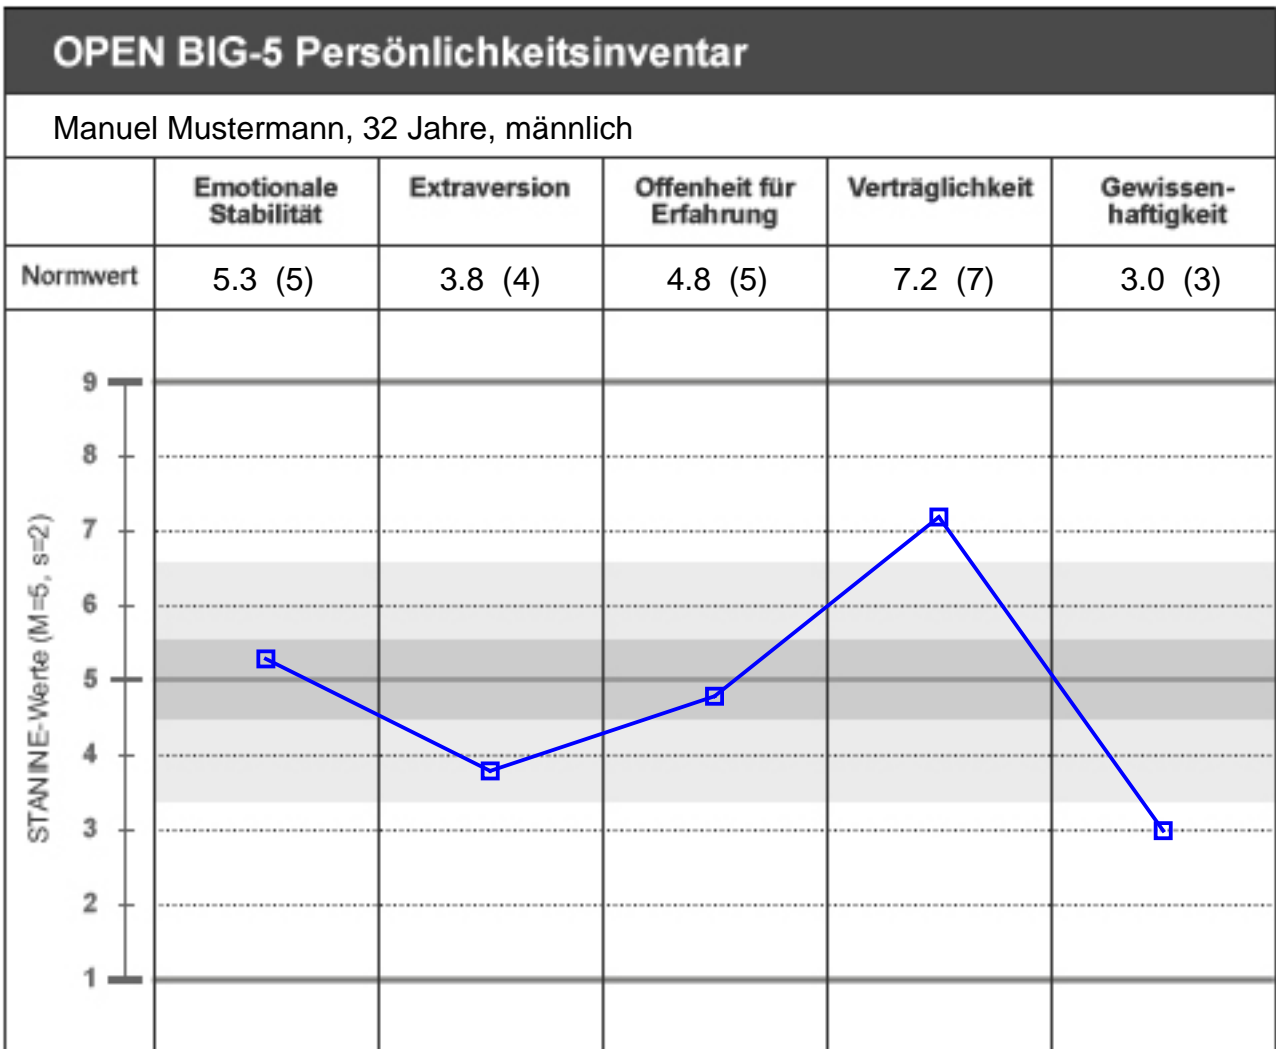 OPEN BIG-5 Persönlichkeitsinventar
Manuel Mustermann, 32 Jahre, männlich
Emotionale Stabilität
Extraversion
Offenheit für Erfahrung
Verträglichkeit
Gewissen-
haftigkeit
Normwert
5.3 (5)
3.8 (4)
4.8 (5)
7.2 (7)
3.0 (3)
STANINE-Werte (M=5, s=2)
9
8
7
6
5
4
3
2
1